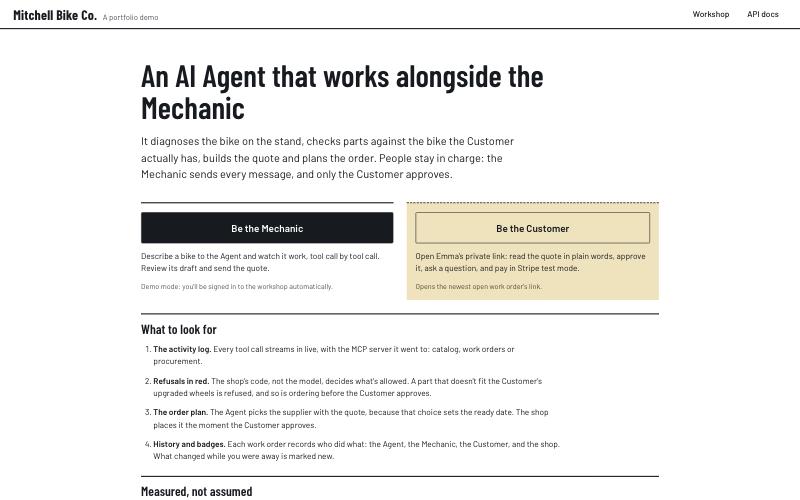 Mitchell Bike Co. A portfolio demo
Workshop API docs
An AI Agent that works alongside the
Mechanic
It diagnoses the bike on the stand, checks parts against the bike the Customer
actually has, builds the quote and plans the order. People stay in charge: the
Mechanic sends every message, and only the Customer approves.
Be the Mechanic
Describe a bike to the Agent and watch it work, tool call by tool call.
Review its draft and send the quote.
Demo mode: you'll be signed in to the workshop automatically.
Be the Customer
Open Emma's private link: read the quote in plain words, approve
it, ask a question, and pay in Stripe test mode.
Opens the newest open work order's link.
What to look for
1. The activity log. Every tool call streams in live, with the MCP server it went to: catalog, work orders or
procurement.
2. Refusals in red. The shop's code, not the model, decides what's allowed. A part that doesn't fit the Customer's
upgraded wheels is refused, and so is ordering before the Customer approves.
3. The order plan. The Agent picks the supplier with the quote, because that choice sets the ready date. The shop
places it the moment the Customer approves.
4. History and badges. Each work order records who did what: the Agent, the Mechanic, the Customer, and the shop.
What changed while you were away is marked new.
Measured, not assumed